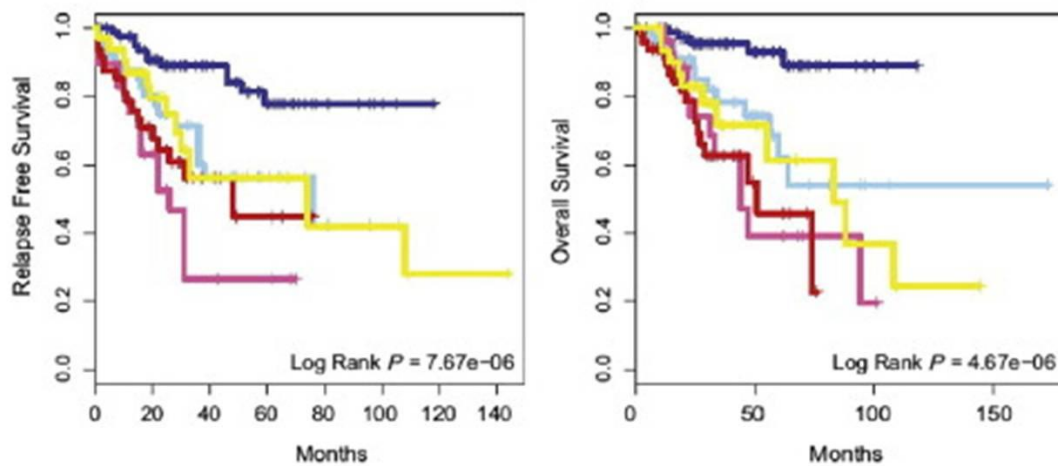 Relapse Free Survival
1.0
0.8
0.6
0.4
0.2
0.0
Log Rank P = 7.67e−06
0 20 40 60 80 100 120 140
Months
Overall Survival
1.0
0.8
0.6
0.4
0.2
0.0
Log Rank P = 4.67e−06
0 50 100 150
Months